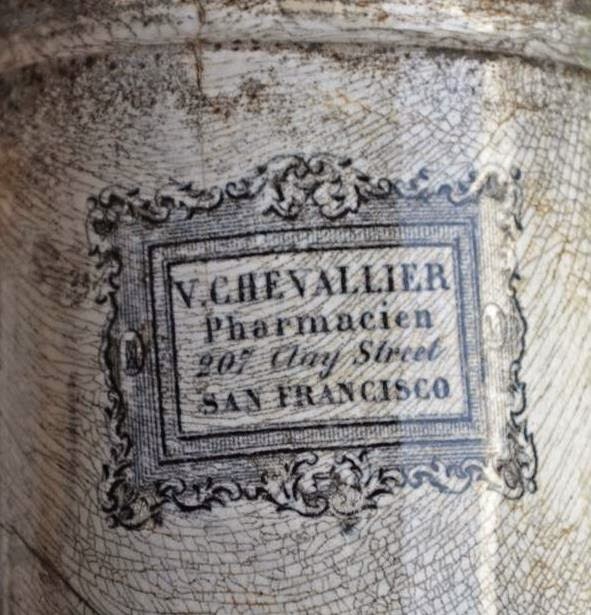 V. CHEVALLIER
Pharmacien
207 Clay Street
SAN FRANCISCO